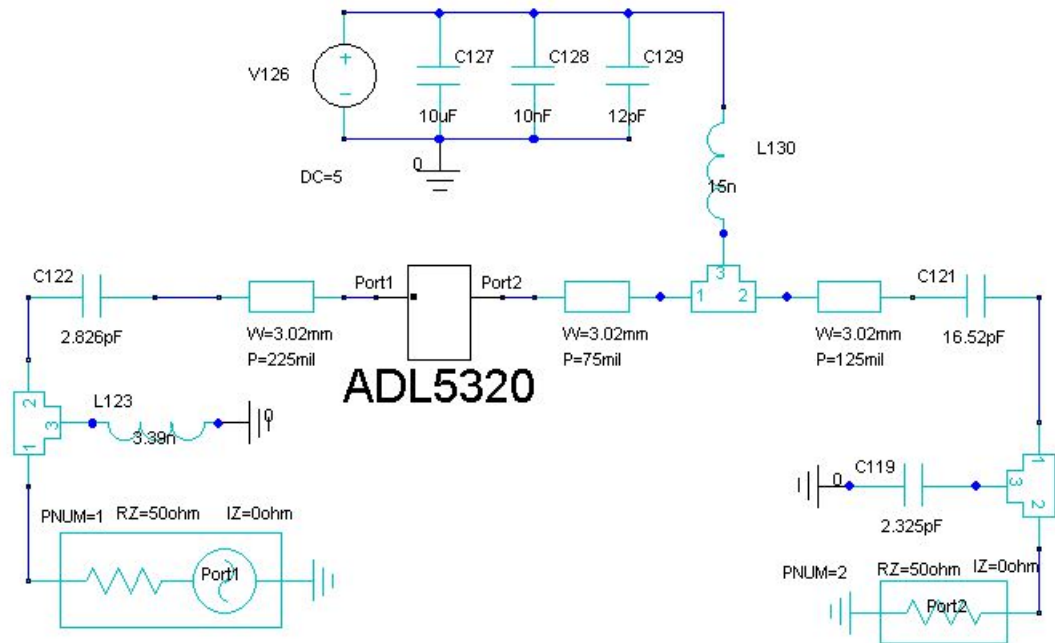 V126
C127
C128
C129
10uF
10nF
12pF
DC=5
0
L130
15n
C122
2.826pF
W=3.02mm
P=225mil
Port1
Port2
ADL5320
W=3.02mm
P=75mil
3
1
2
W=3.02mm
P=125mil
C121
16.52pF
2
3
1
L123
3.39n
0
PNUM=1
RZ=50ohm
IZ=0ohm
Port1
0
C119
2.325pF
1
3
2
PNUM=2
RZ=50ohm
IZ=0ohm
Port2